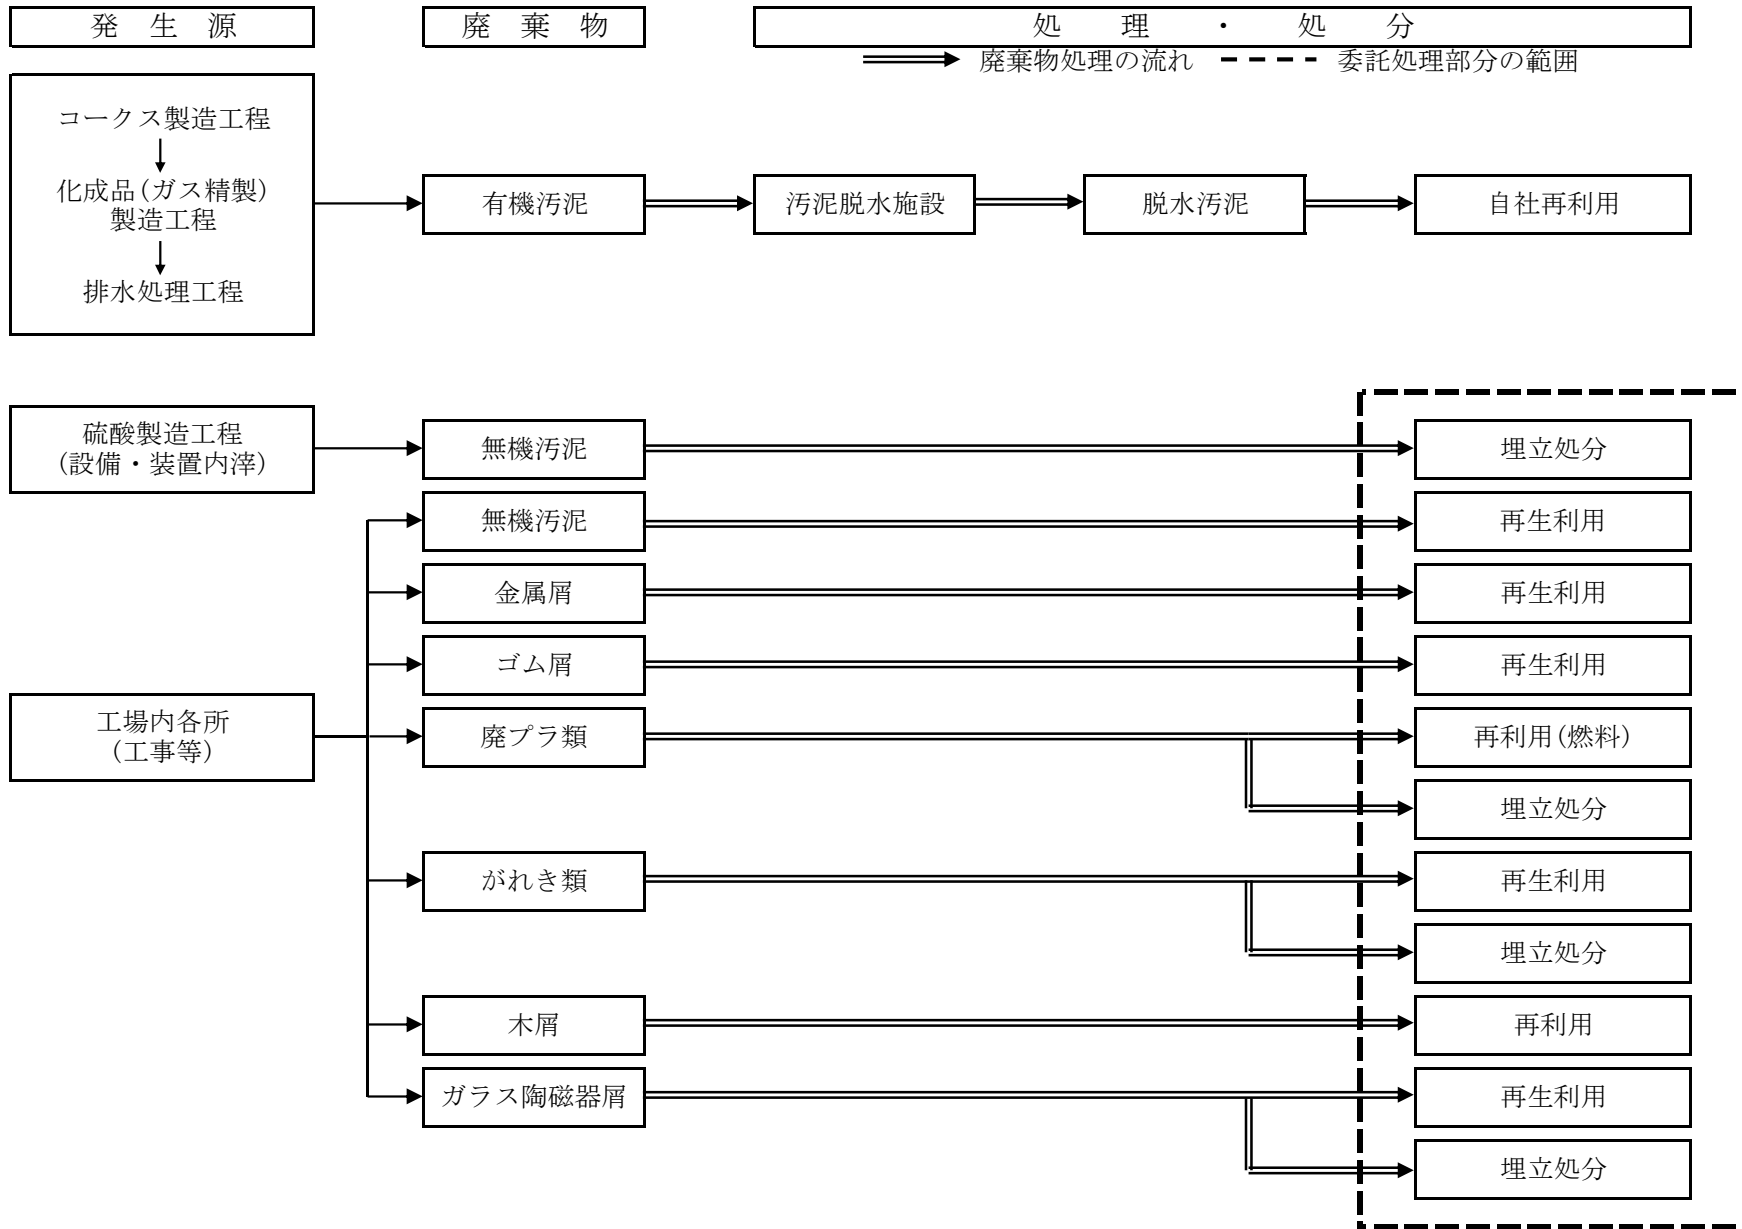 発 生 源
廃 棄 物
処 理 ・ 処 分
廃棄物処理の流れ
委託処理部分の範囲
コークス製造工程
化成品(ガス精製)
製造工程
排水処理工程
有機汚泥
汚泥脱水施設
脱水汚泥
自社再利用
硫酸製造工程
(設備・装置内滓)
無機汚泥
埋立処分
無機汚泥
再生利用
金属屑
再生利用
ゴム屑
再生利用
工場内各所
(工事等)
廃プラ類
再利用(燃料)
埋立処分
がれき類
再生利用
埋立処分
木屑
再利用
ガラス陶磁器屑
再生利用
埋立処分